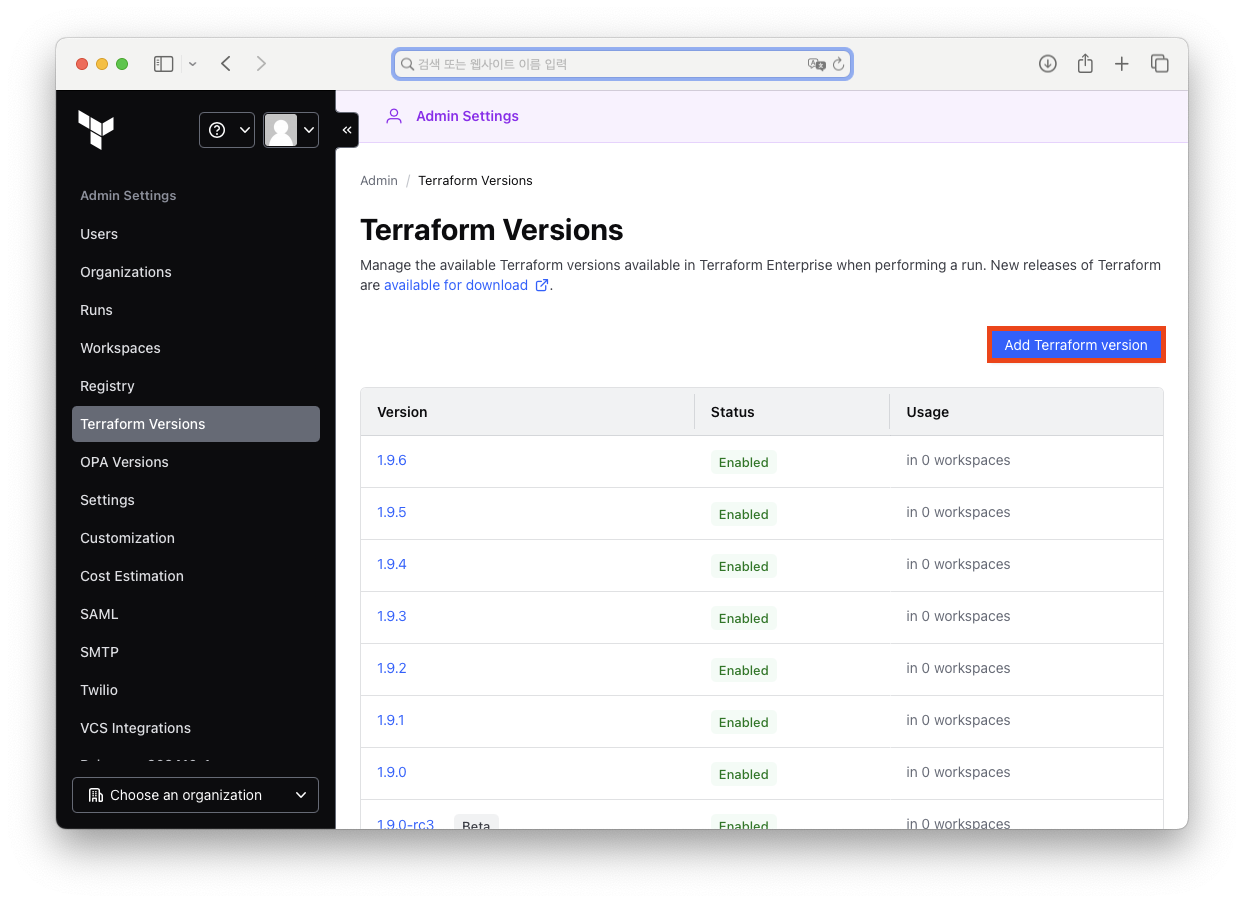 검색 또는 웹사이트 이름 입력
Admin Settings
Admin Settings
Users
Organizations
Runs
Workspaces
Registry
Terraform Versions
OPA Versions
Settings
Customization
Cost Estimation
SAML
SMTP
Twilio
VCS Integrations
Choose an organization
Admin / Terraform Versions
Terraform Versions
Manage the available Terraform versions available in Terraform Enterprise when performing a run. New releases of Terraform
are available for download .
Add Terraform version
Version Status Usage
1.9.6 Enabled in 0 workspaces
1.9.5 Enabled in 0 workspaces
1.9.4 Enabled in 0 workspaces
1.9.3 Enabled in 0 workspaces
1.9.2 Enabled in 0 workspaces
1.9.1 Enabled in 0 workspaces
1.9.0 Enabled in 0 workspaces
1.9.0-rc3 Beta Enabled in 0 workspaces